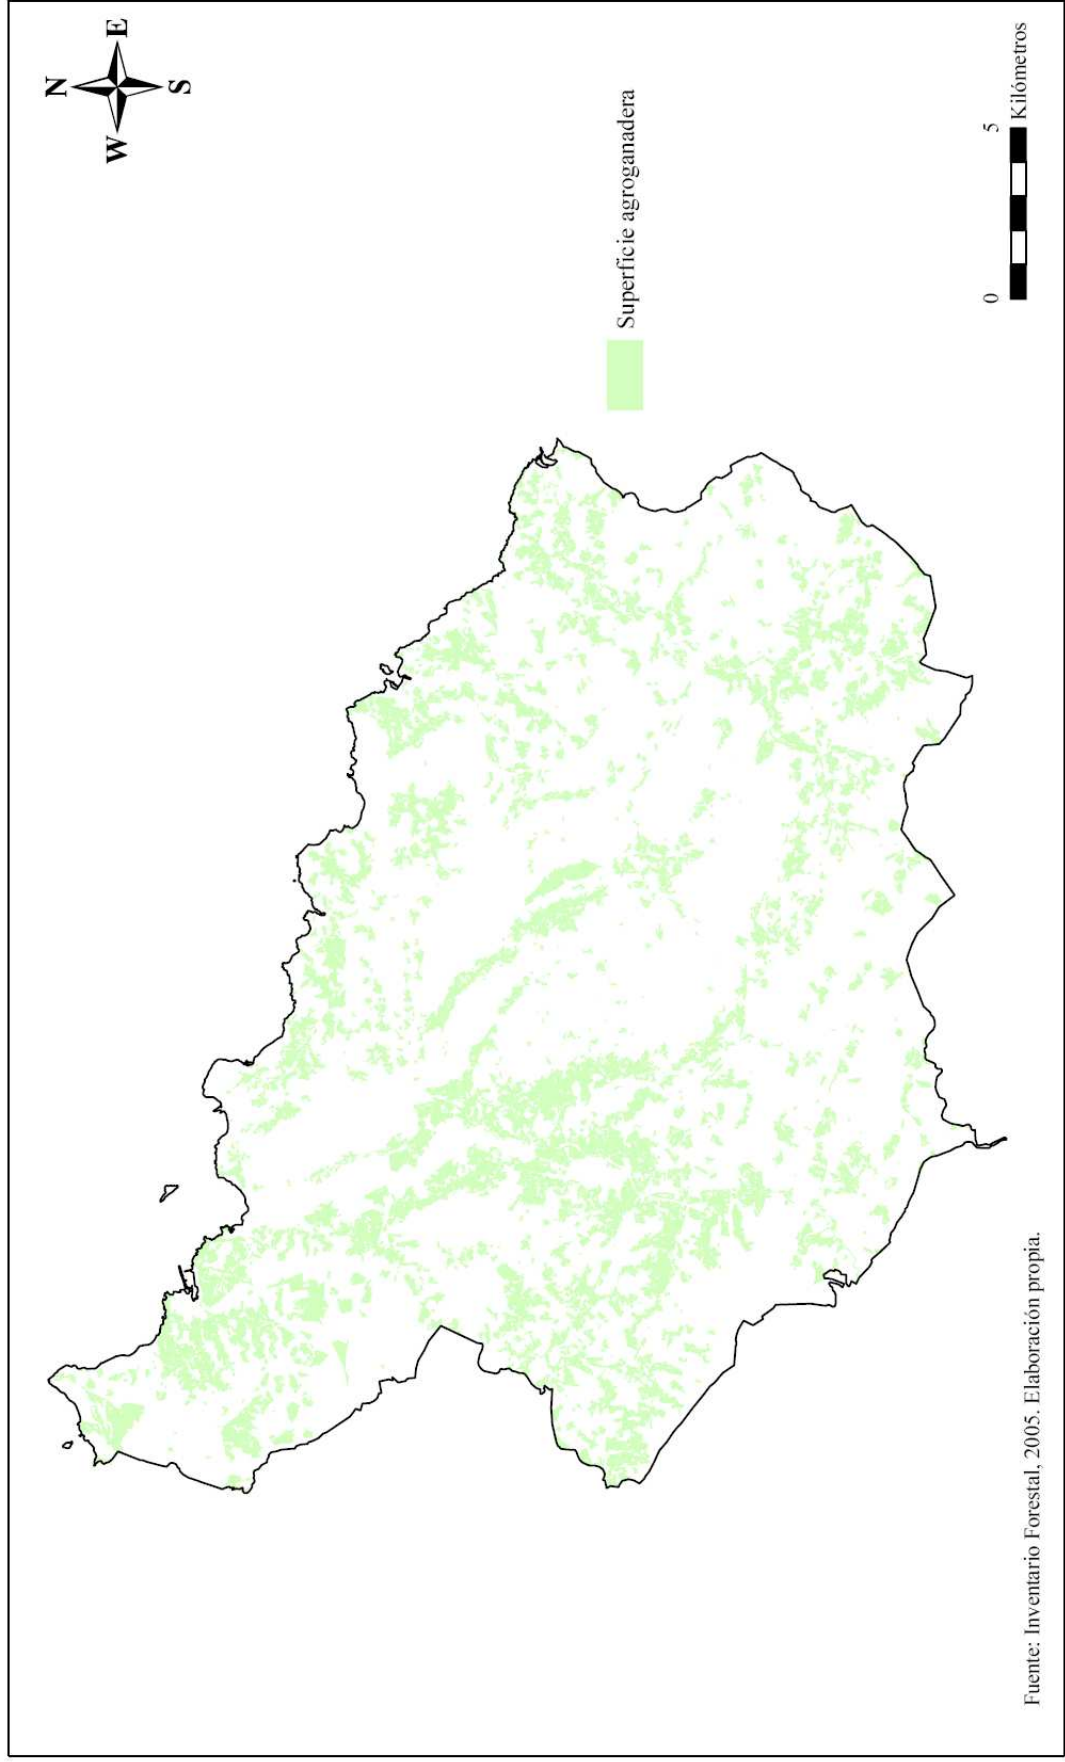 N
W E
S
Superficie agroganadera
0 5
Kilómetros
Fuente: Inventario Forestal, 2005. Elaboración propia.